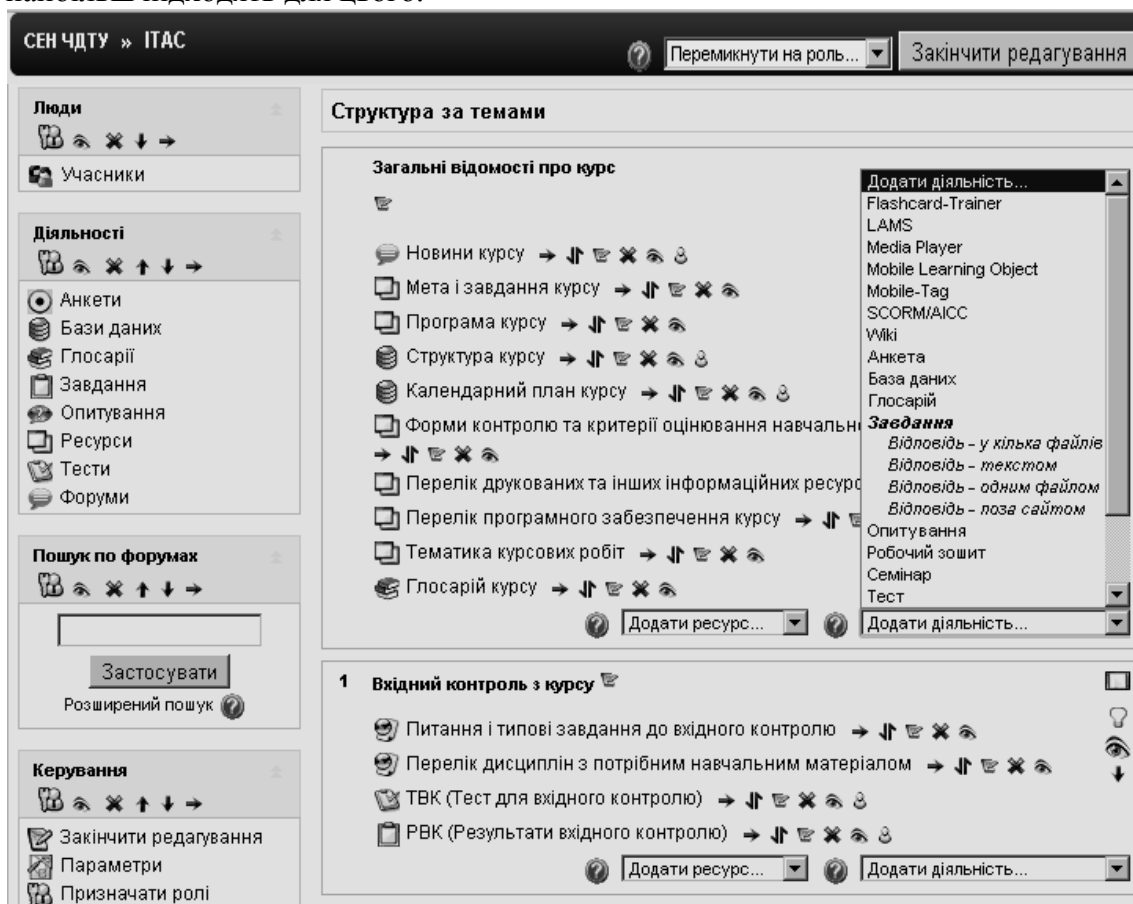 СЕН ЧДТУ » ІТАС
Перемикнути на роль...
Закінчити редагування
Люди
Учасники
Діяльності
Анкети
Бази даних
Глосарії
Завдання
Опитування
Ресурси
Тести
Форуми
Пошук по форумах
Застосувати
Розширений пошук
Керування
Закінчити редагування
Параметри
Призначати ролі
Структура за темами
Загальні відомості про курс
Новини курсу
Мета і завдання курсу
Програма курсу
Структура курсу
Календарний план курсу
Форми контролю та критерії оцінювання навчальн
Перелік друкованих та інших інформаційних ресурс
Перелік програмного забезпечення курсу
Тематика курсових робіт
Глосарій курсу
Додати ресурс...
Додати діяльність...
Flashcard-Trainer
LAMS
Media Player
Mobile Learning Object
Mobile-Tag
SCORM/AICC
Wiki
Анкета
База даних
Глосарій
Завдання
Відповідь - у кілька файлів
Відповідь - текстом
Відповідь - одним файлом
Відповідь - поза сайтом
Опитування
Робочий зошит
Семінар
Тест
Додати діяльність...
1 Вхідний контроль з курсу
Питання і типові завдання до вхідного контролю
Перелік дисциплін з потрібним навчальним матеріалом
ТВК (Тест для вхідного контролю)
РВК (Результати вхідного контролю)
Додати ресурс...
Додати діяльність...